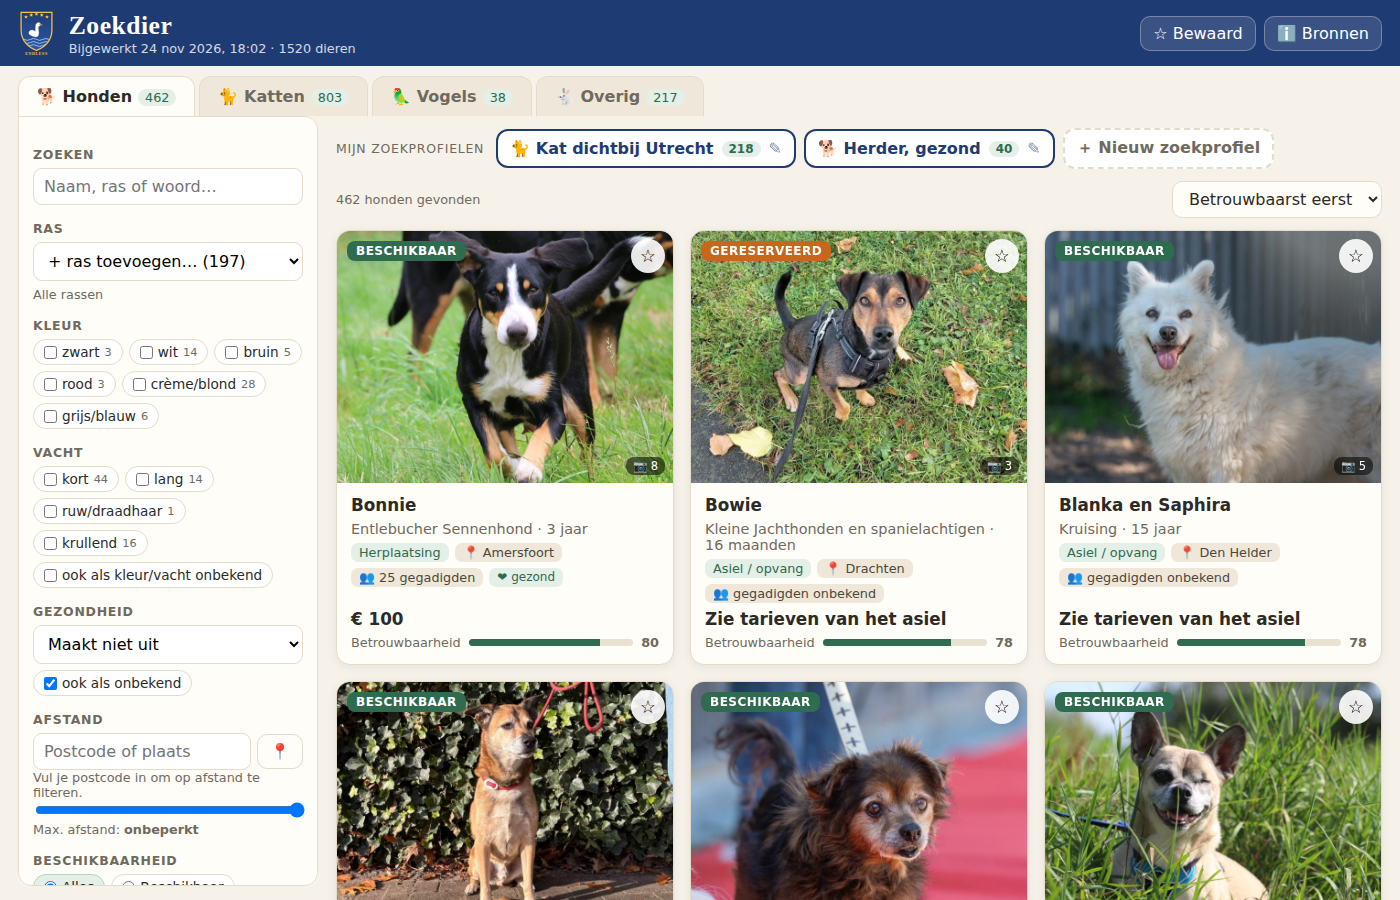 Zoekdier
Bijgewerkt 24 nov 2026, 18:02 · 1520 dieren
☆ Bewaard
ℹ️ Bronnen
🐕 Honden 462
🐈 Katten 803
🦜 Vogels 38
🐇 Overig 217
ZOEKEN
Naam, ras of woord…
RAS
+ ras toevoegen… (197)
Alle rassen
KLEUR
zwart 3
wit 14
bruin 5
rood 3
crème/blond 28
grijs/blauw 6
VACHT
kort 44
lang 14
ruw/draadhaar 1
krullend 16
ook als kleur/vacht onbekend
GEZONDHEID
Maakt niet uit
ook als onbekend
AFSTAND
Postcode of plaats
📍
Vul je postcode in om op afstand te
filteren.
Max. afstand: onbeperkt
BESCHIKBAARHEID
Alles
Beschikbaar
MIJN ZOEKPROFIELEN
🐈 Kat dichtbij Utrecht 218 ✎
🐕 Herder, gezond 40 ✎
+ Nieuw zoekprofiel
462 honden gevonden
Betrouwbaarst eerst
BESCHIKBAAR
☆
📷 8
Bonnie
Entlebucher Sennenhond · 3 jaar
Herplaatsing
📍 Amersfoort
👥 25 gegadigden
❤ gezond
€ 100
Betrouwbaarheid 80
GERESERVEERD
☆
📷 3
Bowie
Kleine Jachthonden en spanielachtigen ·
16 maanden
Asiel / opvang
📍 Drachten
👥 gegadigden onbekend
Zie tarieven van het asiel
Betrouwbaarheid 78
BESCHIKBAAR
☆
📷 5
Blanka en Saphira
Kruising · 15 jaar
Asiel / opvang
📍 Den Helder
👥 gegadigden onbekend
Zie tarieven van het asiel
Betrouwbaarheid 78
BESCHIKBAAR
☆
BESCHIKBAAR
☆
BESCHIKBAAR
☆